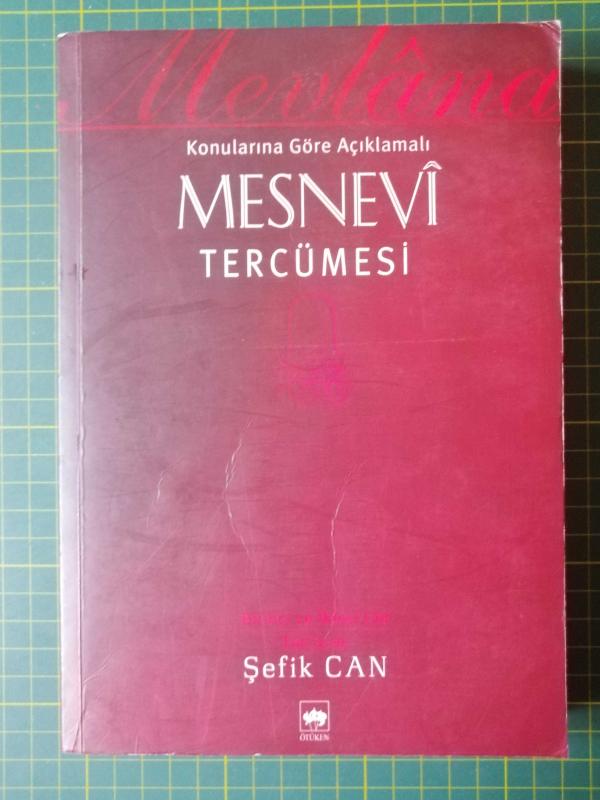 Mevlâna
Konularına Göre Açıklamalı
MESNEVÎ
TERCÜMESİ
Şefik CAN
ÖTÜKEN